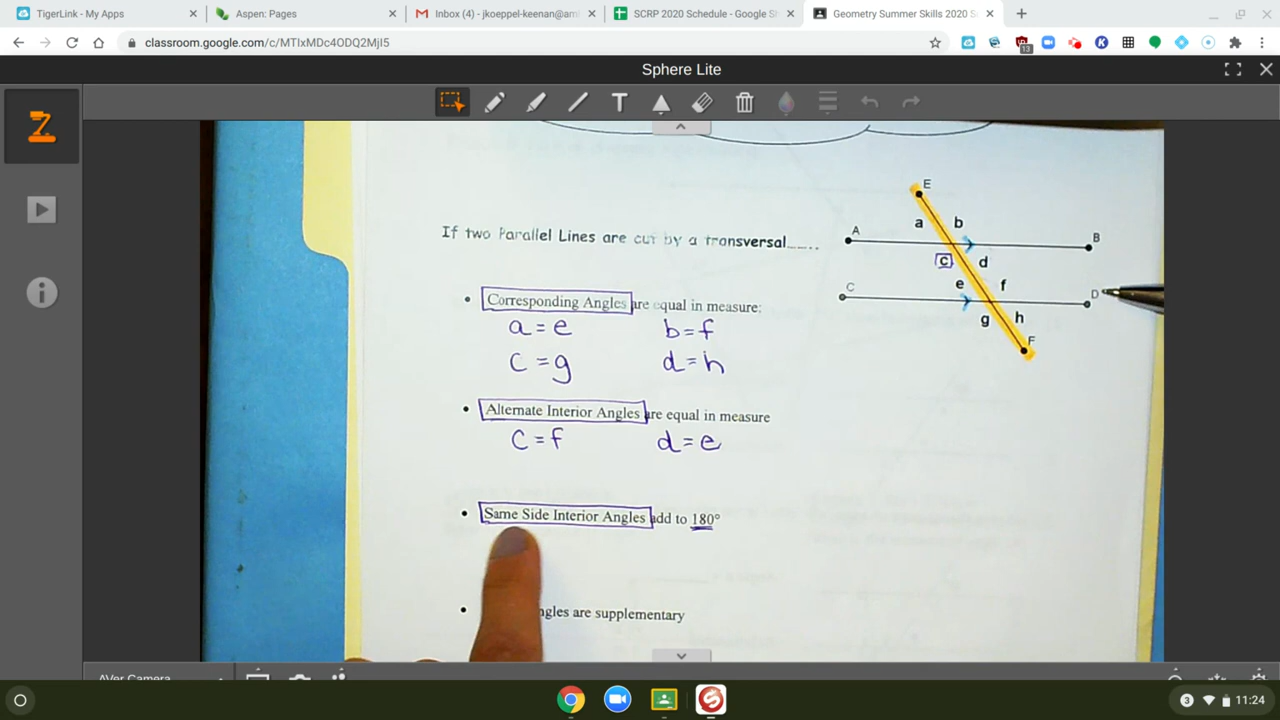 TigerLink - My Apps
Aspen: Pages
Inbox (4) - jkoeppel-keenan@am
SCRP 2020 Schedule - Google S
Geometry Summer Skills 2020 S
classroom.google.com/c/MTIxMDc4ODQ2MjI5
13
Sphere Lite
T
If two Parallel Lines are cut by a transversal......
• Corresponding Angles are equal in measure:
a = e b = f
c = g d = h
• Alternate Interior Angles are equal in measure
c = f d = e
• Same Side Interior Angles add to 180°
• ngles are supplementary
E
a b
A B
c d
C e f D
g h
F
AVer Camera
3 11:24